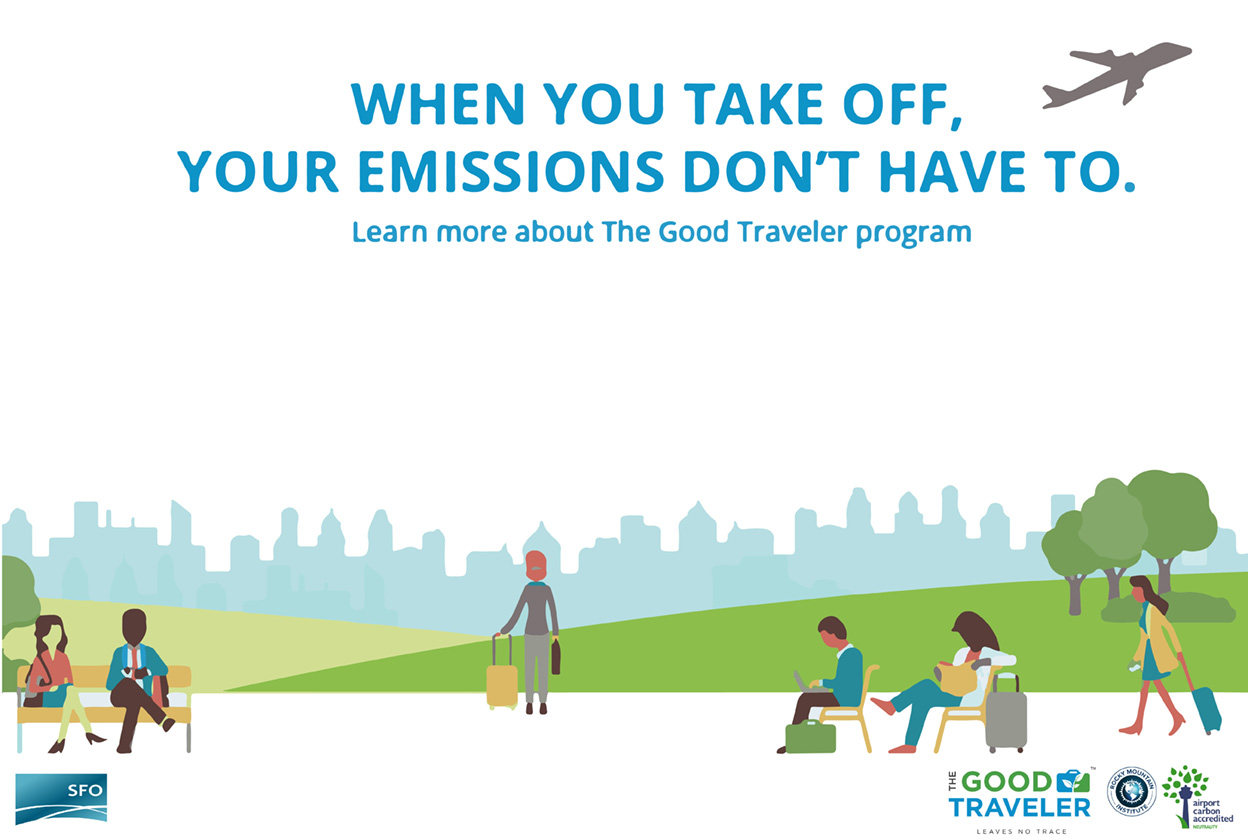 WHEN YOU TAKE OFF,
YOUR EMISSIONS DON'T HAVE TO.
Learn more about The Good Traveler program
SFO
THE
GOOD
TRAVELER
™
LEAVES NO TRACE
ROCKY MOUNTAIN
INSTITUTE
airport
carbon
accredited
NEUTRALITY